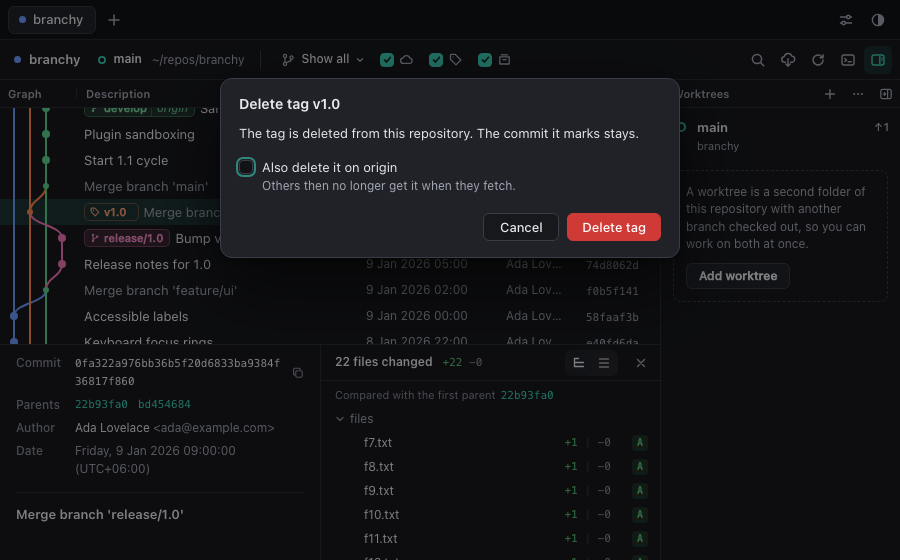 branchy
branchy main ~/repos/branchy Show all
Graph Description
Worktrees
develop origin
Plugin sandboxing
Start 1.1 cycle
Merge branch 'main'
v1.0 Merge
release/1.0 Bump
Release notes for 1.0 9 Jan 2026 05:00 Ada Lov… 74d8062d
Merge branch 'feature/ui' 9 Jan 2026 02:00 Ada Lov… f0b5f141
Accessible labels 9 Jan 2026 00:00 Ada Lov… 58faaf3b
Keyboard focus rings 8 Jan 2026 22:00 Ada Lov… e40fd6da
Delete tag v1.0
The tag is deleted from this repository. The commit it marks stays.
Also delete it on origin
Others then no longer get it when they fetch.
Cancel Delete tag
main ↑1
branchy
A worktree is a second folder of
this repository with another
branch checked out, so you can
work on both at once.
Add worktree
Commit 0fa322a976bb36b5f20d6833ba9384f
36817f860
Parents 22b93fa0 bd454684
Author Ada Lovelace <ada@example.com>
Date Friday, 9 Jan 2026 09:00:00
(UTC+06:00)
Merge branch 'release/1.0'
22 files changed +22 −0
Compared with the first parent 22b93fa0
files
f7.txt +1 −0 A
f8.txt +1 −0 A
f9.txt +1 −0 A
f10.txt +1 −0 A
f11.txt +1 −0 A